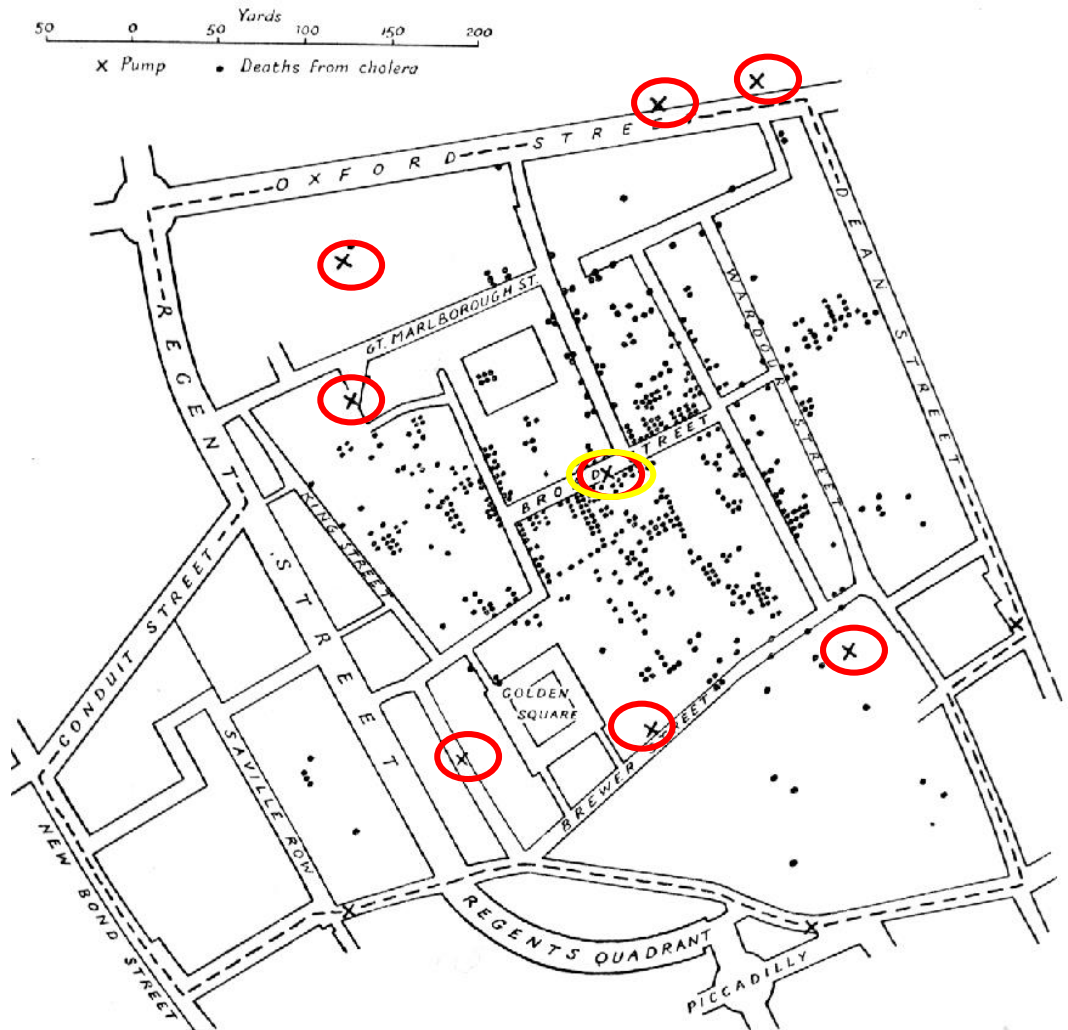 Yards
50 0 50 100 150 200
x Pump • Deaths from cholera
OXFORD STREET
DEAN STREET
REGENT STREET
GT. MARLBOROUGH ST.
WARDOUR STREET
BROAD STREET
KING STREET
CONDUIT STREET
GOLDEN
SQUARE
SAVILLE ROW
BREWER STREET
NEW BOND STREET
REGENTS QUADRANT
PICCADILLY